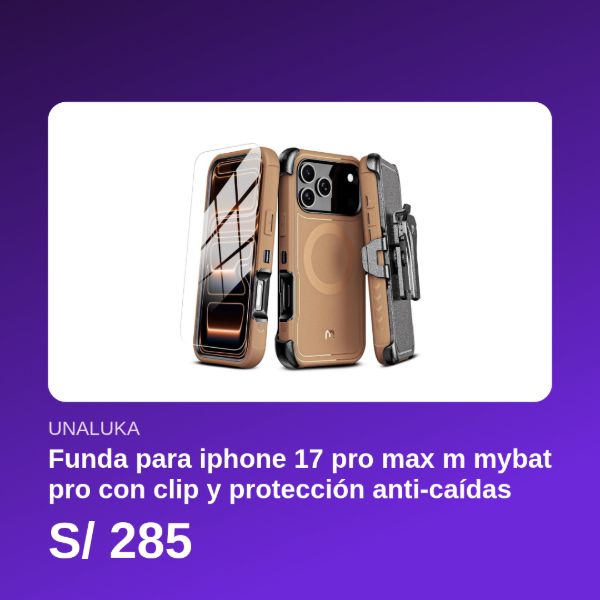 UNALUKA
Funda para iphone 17 pro max m mybat
pro con clip y protección anti-caídas
S/ 285